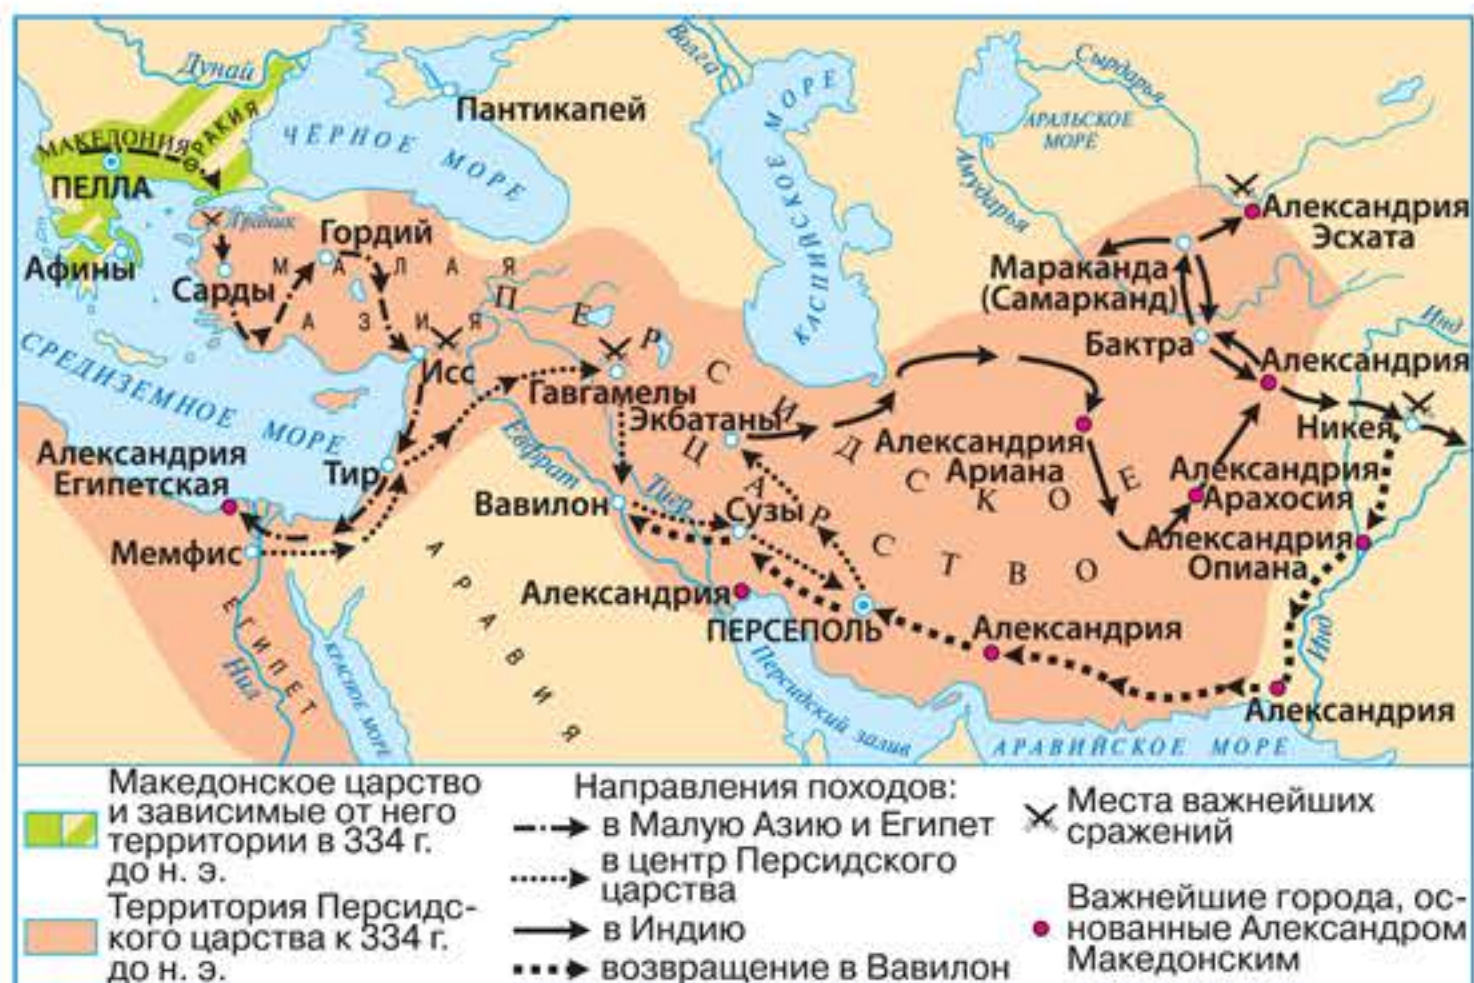 Дунай
Волга
Сырдарья
МАКЕДОНИЯ
ФРАКИЯ
ПЕЛЛА
ЧЁРНОЕ МОРЕ
Пантикапей
КАСПИЙСКОЕ МОРЕ
АРАЛЬСКОЕ
МОРЕ
Амударья
Александрия
Эсхата
Граник
Гордий
Афины
Сарды
МАЛАЯ
АЗИЯ
Мараканда
(Самарканд)
Инд
ПЕРСИДСКОЕ
ЦАРСТВО
Бактра
Александрия
СРЕДИЗЕМНОЕ МОРЕ
Исс
Гавгамелы
Экбатаны
Никея
Александрия
Египетская
Тир
Евфрат
Тигр
Александрия
Ариана
Александрия
Арахосия
Вавилон
Сузы
Мемфис
Александрия
Опиана
АРАВИЯ
Александрия
ПЕРСЕПОЛЬ
Александрия
ЕГИПЕТ
Нил
КРАСНОЕ МОРЕ
Персидский залив
Инд
Александрия
АРАВИЙСКОЕ МОРЕ
Македонское царство
и зависимые от него
территории в 334 г.
до н. э.
Территория Персидс-
кого царства к 334 г.
до н. э.
Направления походов:
в Малую Азию и Египет
в центр Персидского
царства
в Индию
возвращение в Вавилон
Места важнейших
сражений
Важнейшие города, ос-
нованные Александром
Македонским